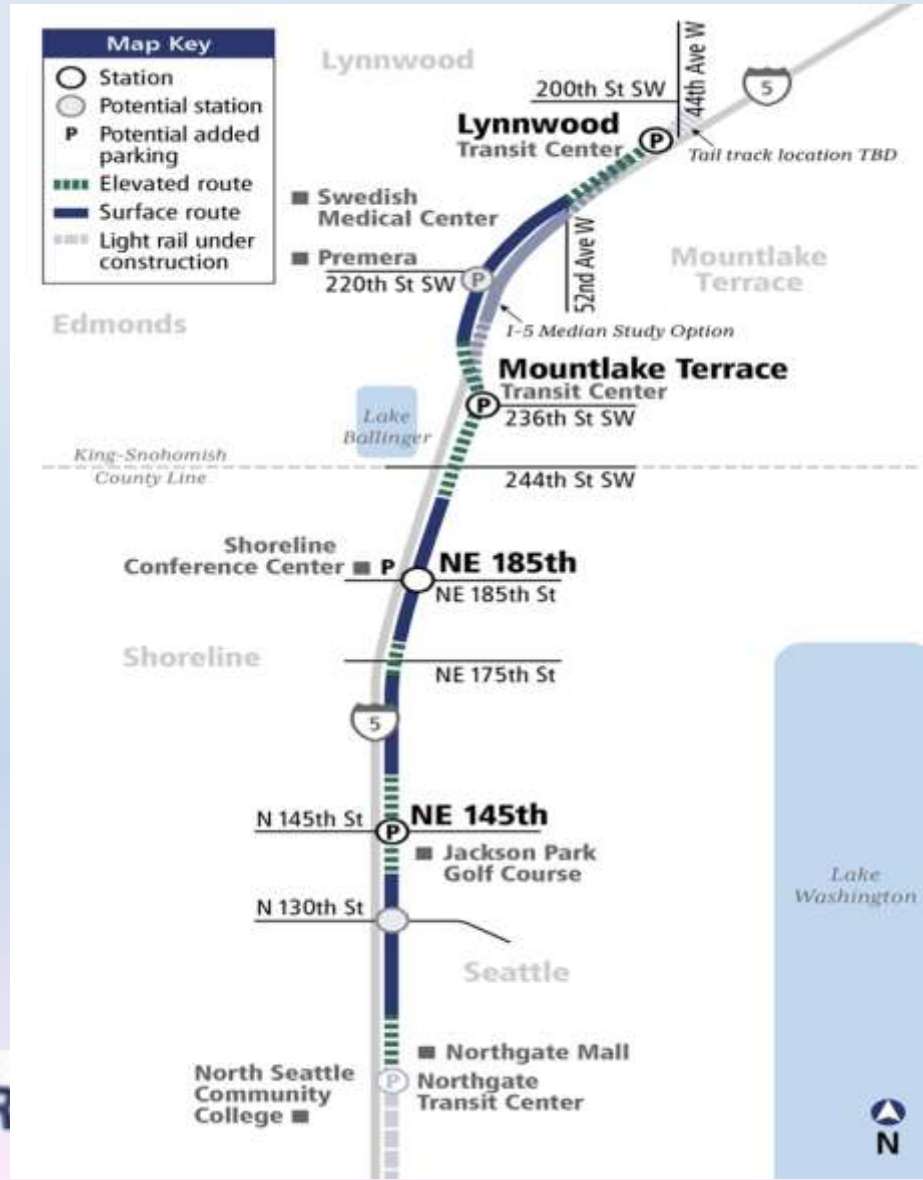 Map Key
Station
Potential station
P Potential added
parking
Elevated route
Surface route
Light rail under
construction
Lynnwood
200th St SW
44th Ave W
5
Lynnwood
Transit Center
P
Tail track location TBD
Swedish
Medical Center
Premera
220th St SW
P
52nd Ave W
Mountlake
Terrace
Edmonds
I-5 Median Study Option
Mountlake Terrace
Transit Center
P
236th St SW
Lake
Ballinger
King-Snohomish
County Line
244th St SW
Shoreline
Conference Center P
NE 185th
NE 185th St
Shoreline
NE 175th St
5
N 145th St
P
NE 145th
Jackson Park
Golf Course
N 130th St
Lake
Washington
Seattle
Northgate Mall
North Seattle
Community
College
P
Northgate
Transit Center
N
R